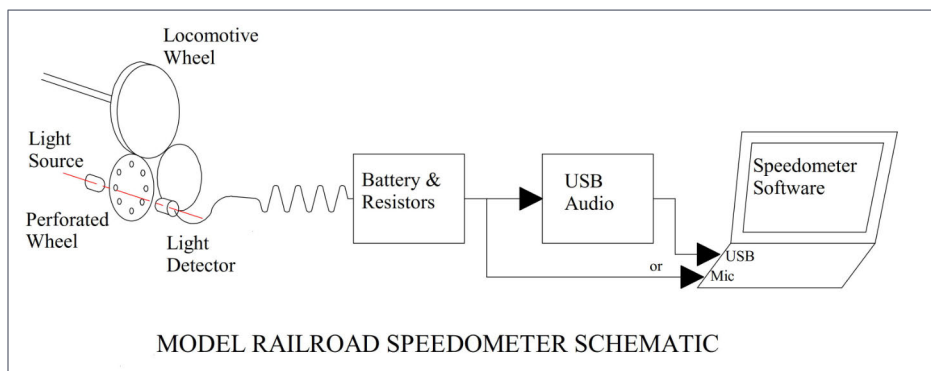 Locomotive
Wheel
Light
Source
Perforated
Wheel
Light
Detector
Battery &
Resistors
USB
Audio
Speedometer
Software
USB
or
Mic
MODEL RAILROAD SPEEDOMETER SCHEMATIC